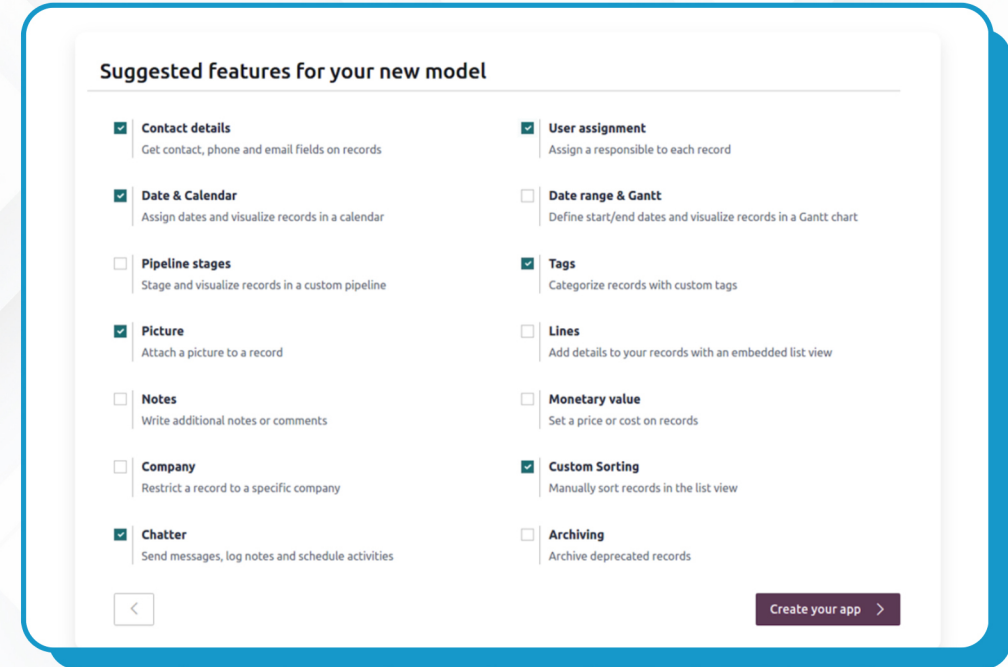 Suggested features for your new model
Contact details
Get contact, phone and email fields on records
User assignment
Assign a responsible to each record
Date & Calendar
Assign dates and visualize records in a calendar
Date range & Gantt
Define start/end dates and visualize records in a Gantt chart
Pipeline stages
Stage and visualize records in a custom pipeline
Tags
Categorize records with custom tags
Picture
Attach a picture to a record
Lines
Add details to your records with an embedded list view
Notes
Write additional notes or comments
Monetary value
Set a price or cost on records
Company
Restrict a record to a specific company
Custom Sorting
Manually sort records in the list view
Chatter
Send messages, log notes and schedule activities
Archiving
Archive deprecated records
Create your app